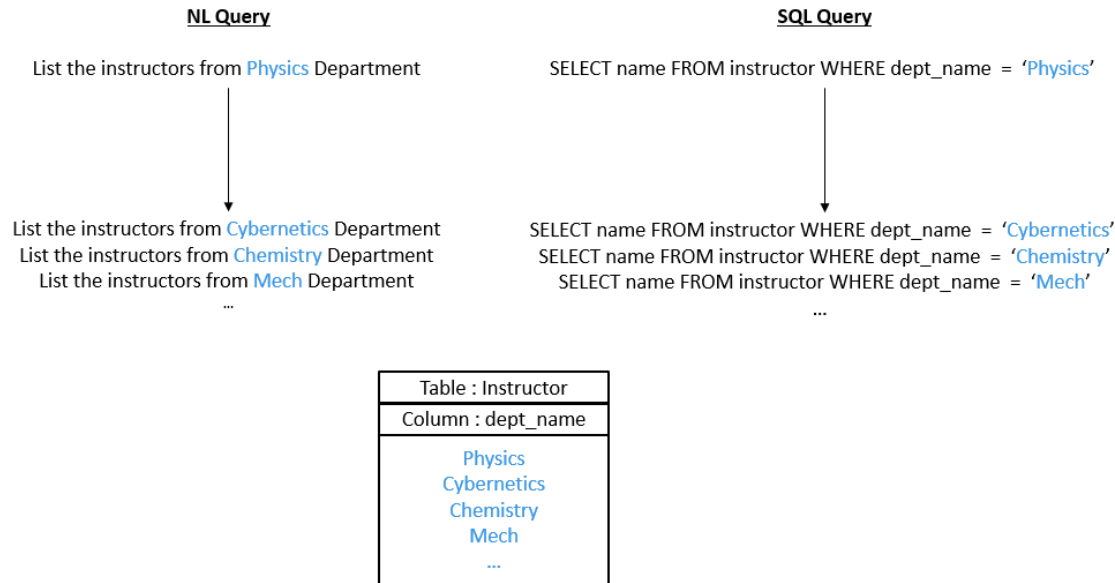 NL Query
SQL Query
List the instructors from Physics Department
SELECT name FROM instructor WHERE dept_name = ‘Physics’
List the instructors from Cybernetics Department
List the instructors from Chemistry Department
List the instructors from Mech Department
...
SELECT name FROM instructor WHERE dept_name = ‘Cybernetics’
SELECT name FROM instructor WHERE dept_name = ‘Chemistry’
SELECT name FROM instructor WHERE dept_name = ‘Mech’
...
Table : Instructor
Column : dept_name
Physics
Cybernetics
Chemistry
Mech
...